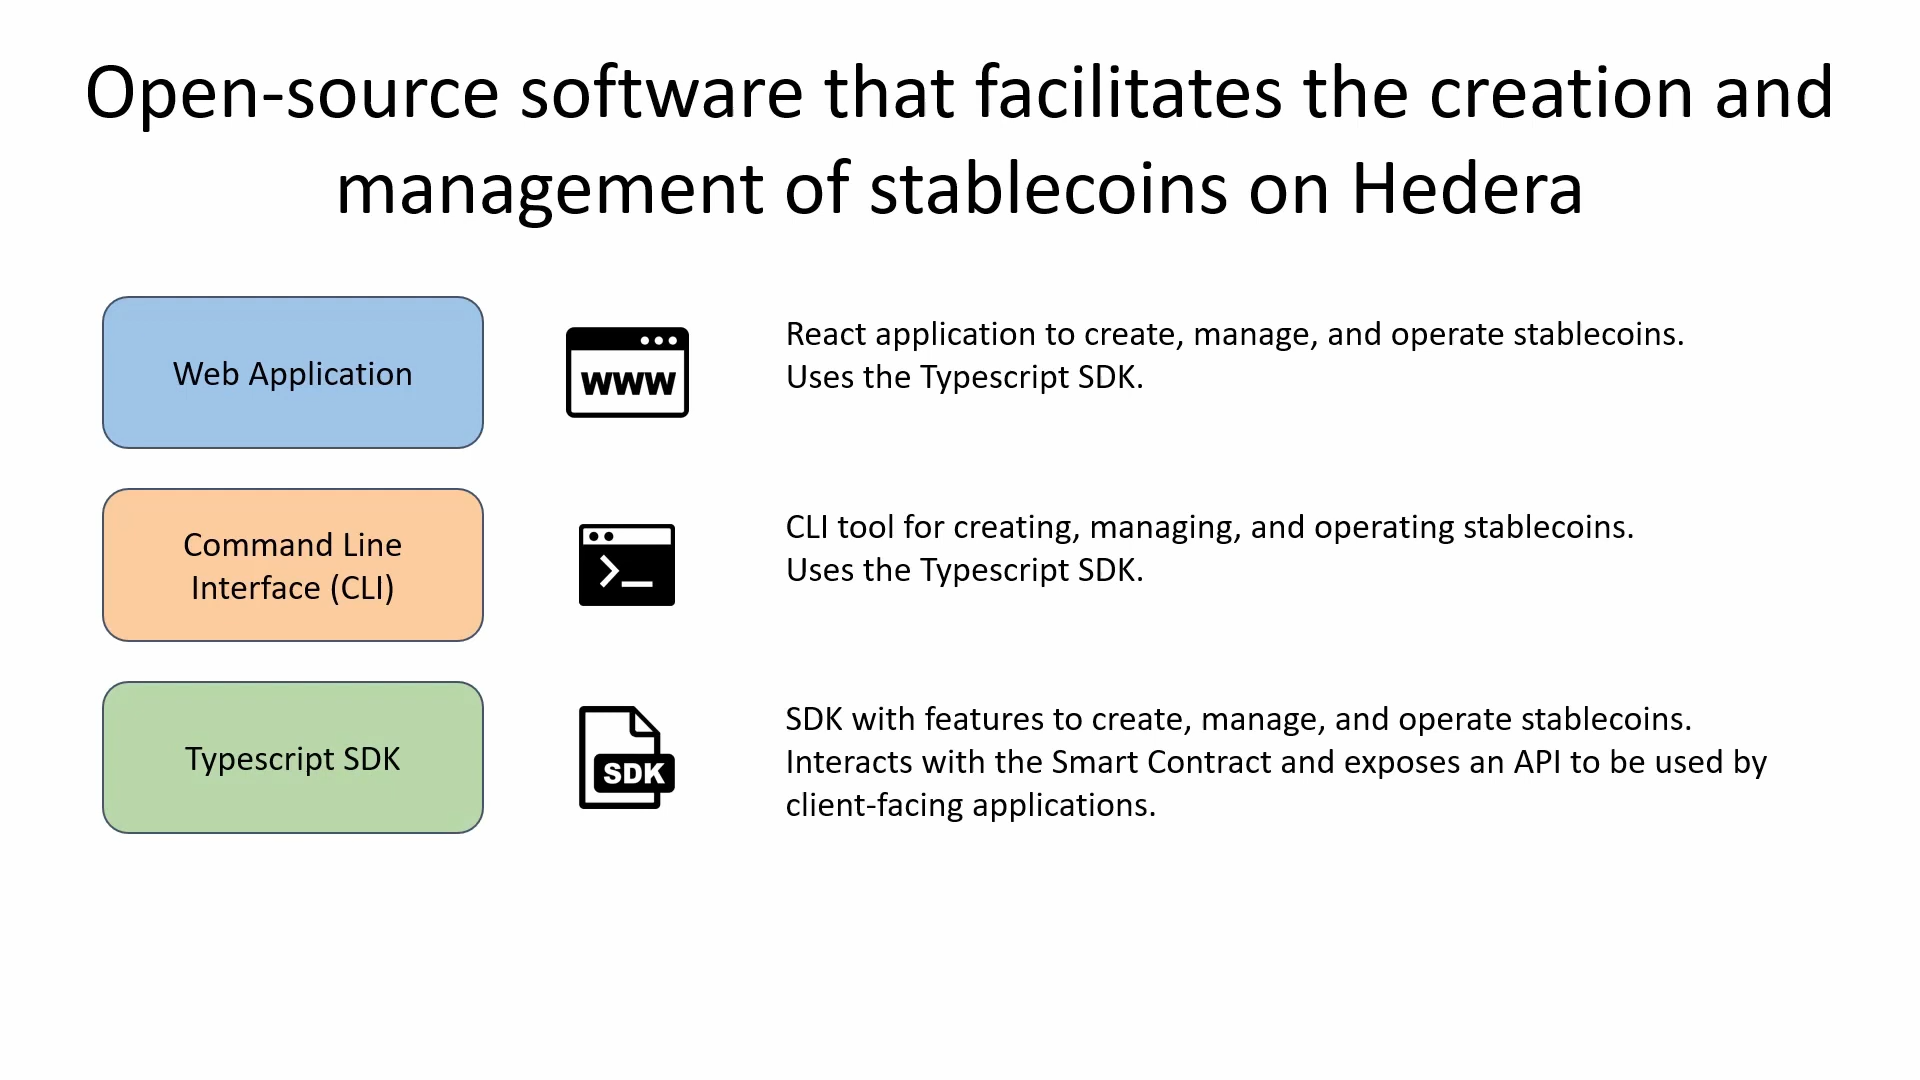 Open-source software that facilitates the creation and
management of stablecoins on Hedera
Web Application
www
React application to create, manage, and operate stablecoins.
Uses the Typescript SDK.
Command Line
Interface (CLI)
>_
CLI tool for creating, managing, and operating stablecoins.
Uses the Typescript SDK.
Typescript SDK
SDK
SDK with features to create, manage, and operate stablecoins.
Interacts with the Smart Contract and exposes an API to be used by
client-facing applications.